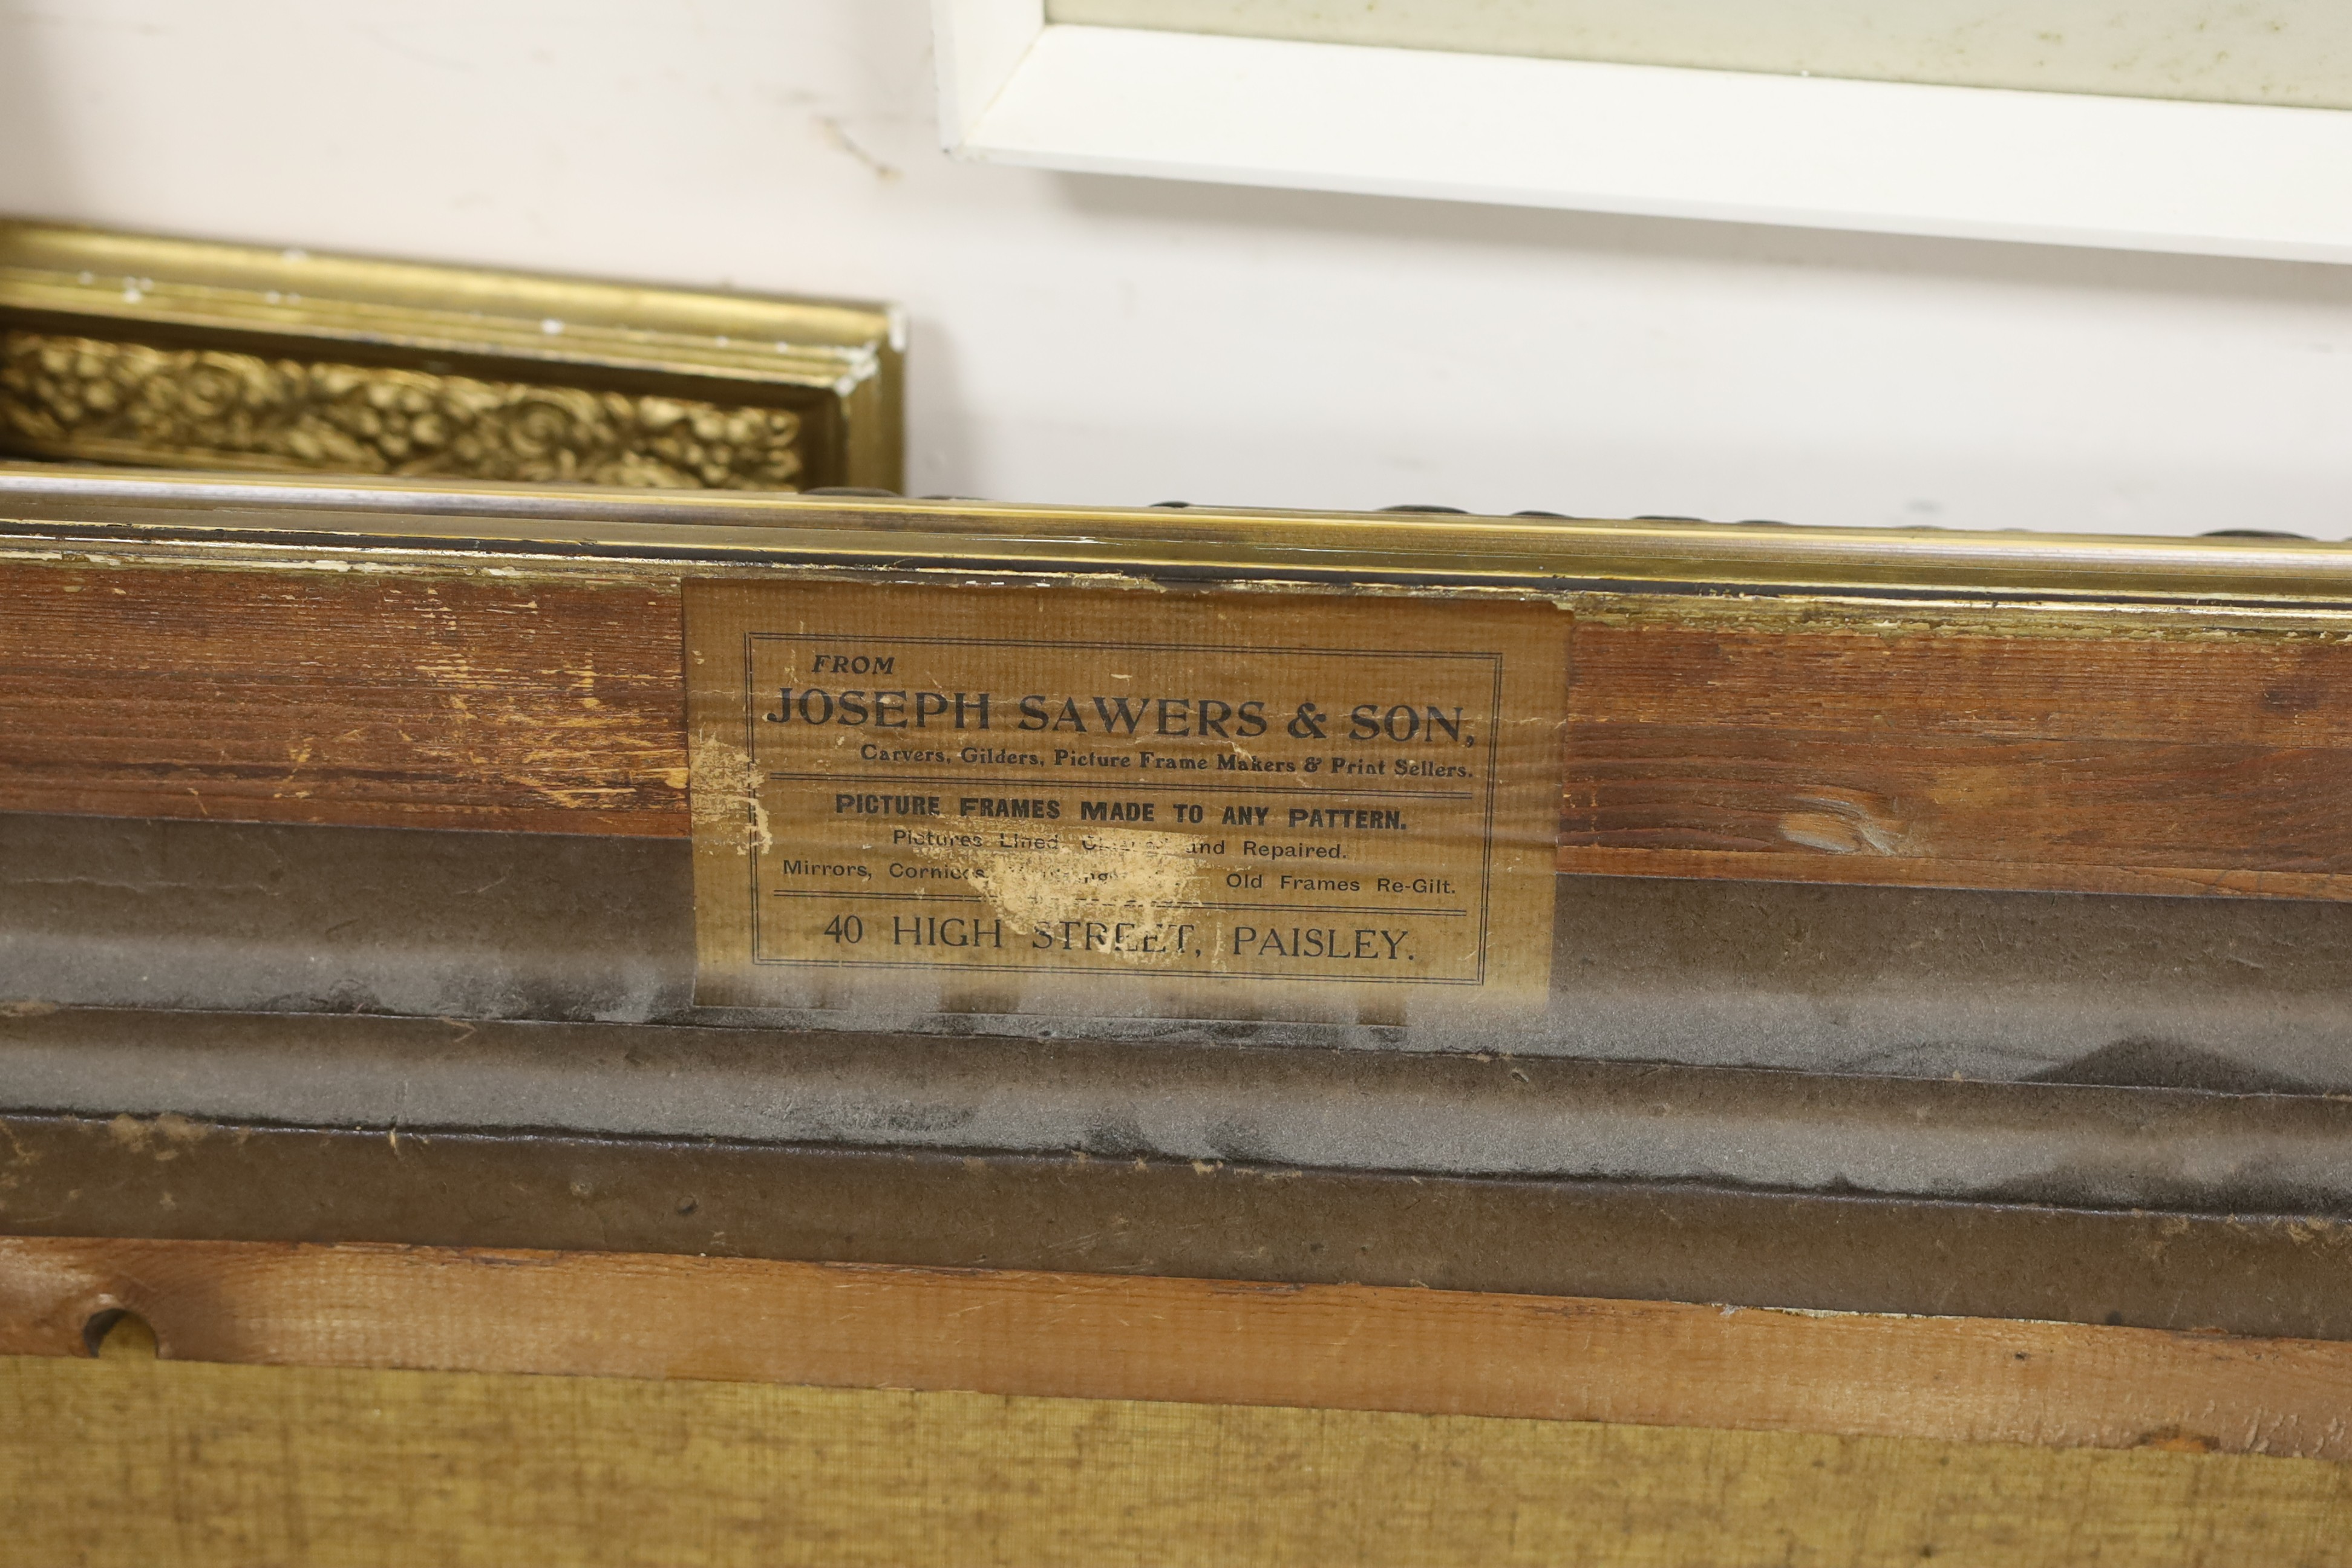 FROM
JOSEPH SAWERS & SON,
Carvers, Gilders, Picture Frame Makers & Print Sellers.
PICTURE FRAMES MADE TO ANY PATTERN.
Pictures Lined and Repaired.
Mirrors, Cornices Old Frames Re-Gilt.
40 HIGH STREET, PAISLEY.